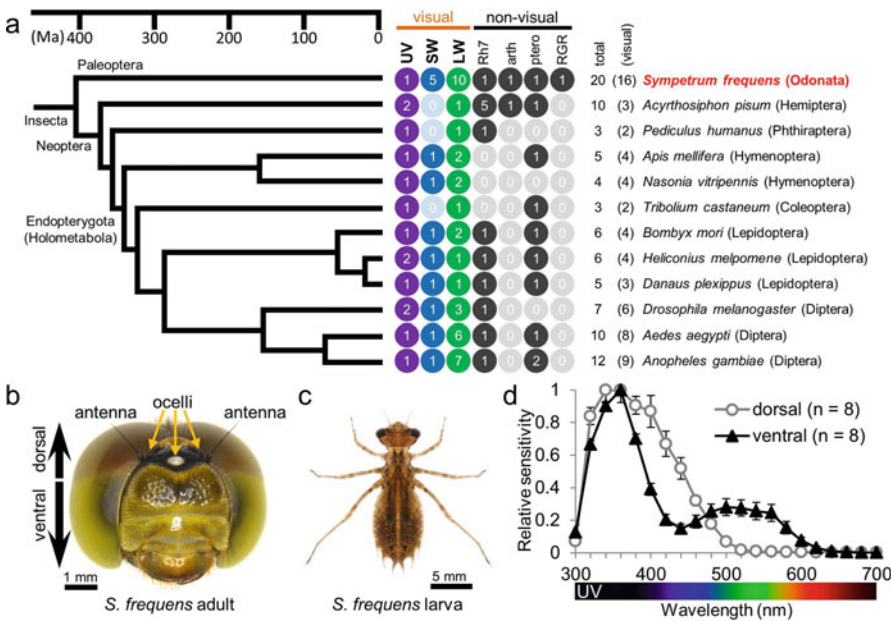 a
(Ma) 400 300 200 100 0
visual non-visual
UV SW LW Rh7 arth ptero RGR total (visual)
Paleoptera
Insecta
Neoptera
Endopterygota
(Holometabola)
1 5 10 1 1 1 1 20 (16) Sympetrum frequens (Odonata)
2 0 1 5 1 1 0 10 (3) Acyrthosiphon pisum (Hemiptera)
1 0 1 1 0 0 0 3 (2) Pediculus humanus (Phthiraptera)
1 1 2 0 0 1 0 5 (4) Apis mellifera (Hymenoptera)
1 1 2 0 0 0 0 4 (4) Nasonia vitripennis (Hymenoptera)
1 0 1 0 0 1 0 3 (2) Tribolium castaneum (Coleoptera)
1 1 2 1 0 1 0 6 (4) Bombyx mori (Lepidoptera)
2 1 1 1 0 1 0 6 (4) Heliconius melpomene (Lepidoptera)
1 1 1 1 0 1 0 5 (3) Danaus plexippus (Lepidoptera)
2 1 3 1 0 0 0 7 (6) Drosophila melanogaster (Diptera)
1 1 6 1 0 1 0 10 (8) Aedes aegypti (Diptera)
1 1 7 1 0 2 0 12 (9) Anopheles gambiae (Diptera)
b
antenna ocelli antenna
dorsal
ventral
1 mm
S. frequens adult
c
5 mm
S. frequens larva
d
Relative sensitivity
1
0.8
0.6
0.4
0.2
0
dorsal (n = 8)
ventral (n = 8)
300 400 500 600 700
UV
Wavelength (nm)